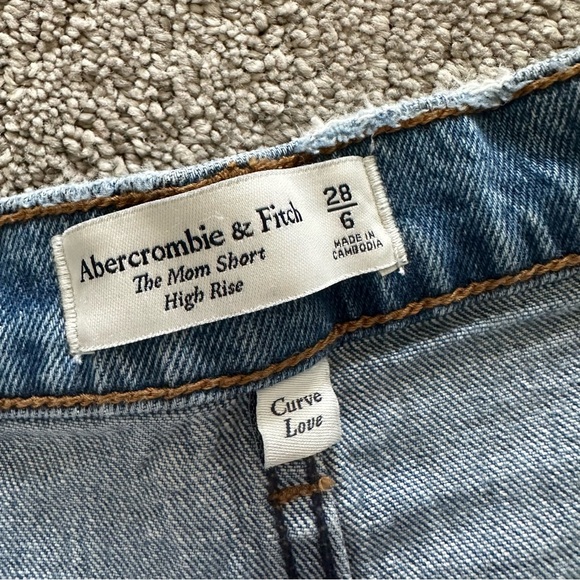 Abercrombie & Fitch
The Mom Short
High Rise
28
6
MADE IN
CAMBODIA
Curve
Love